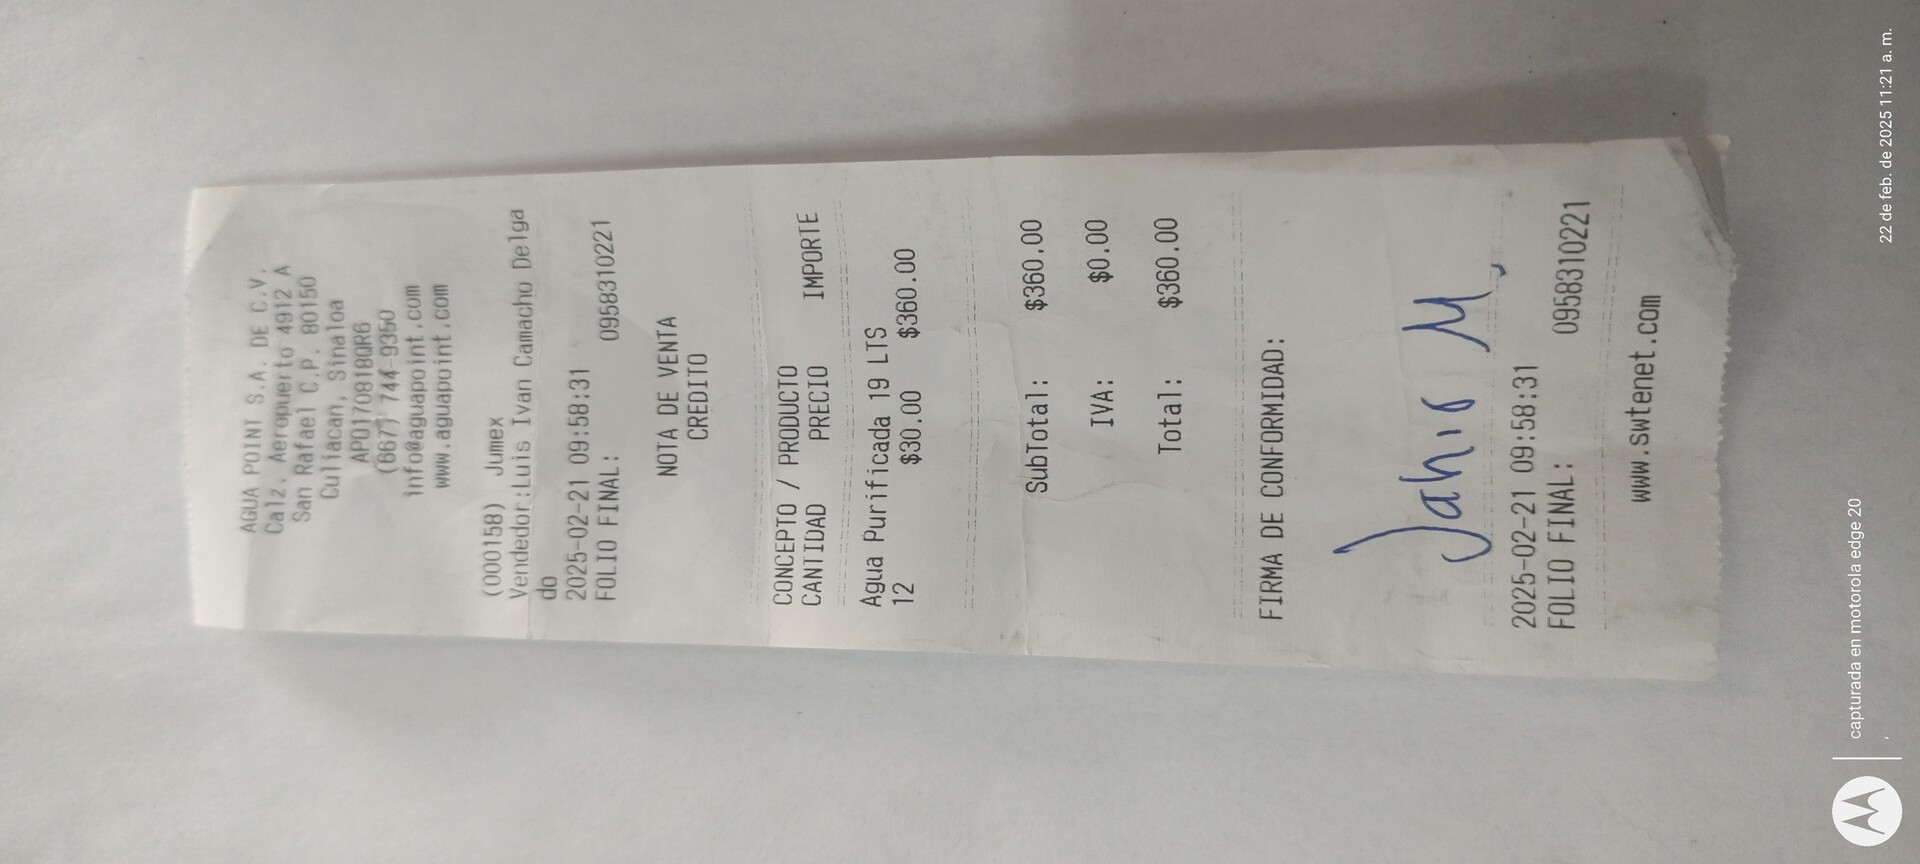 AGUA POINT S.A. DE C.V.
Calz. Aeropuerto 4912 A
San Rafael C.P. 80150
Culiacan, Sinaloa
APO170818QR6
(667) 744-9350
info@aguapoint.com
www.aguapoint.com
(000158) Jumex
Vendedor:Luis Ivan Camacho Delga
do
2025-02-21 09:58:31
FOLIO FINAL: 0958310221
NOTA DE VENTA
CREDITO
CONCEPTO / PRODUCTO
CANTIDAD PRECIO IMPORTE
Agua Purificada 19 LTS
12 $30.00 $360.00
SubTotal: $360.00
IVA: $0.00
Total: $360.00
FIRMA DE CONFORMIDAD:
2025-02-21 09:58:31
FOLIO FINAL: 0958310221
www.swtenet.com
capturada en motorola edge 20
22 de feb. de 2025 11:21 a. m.